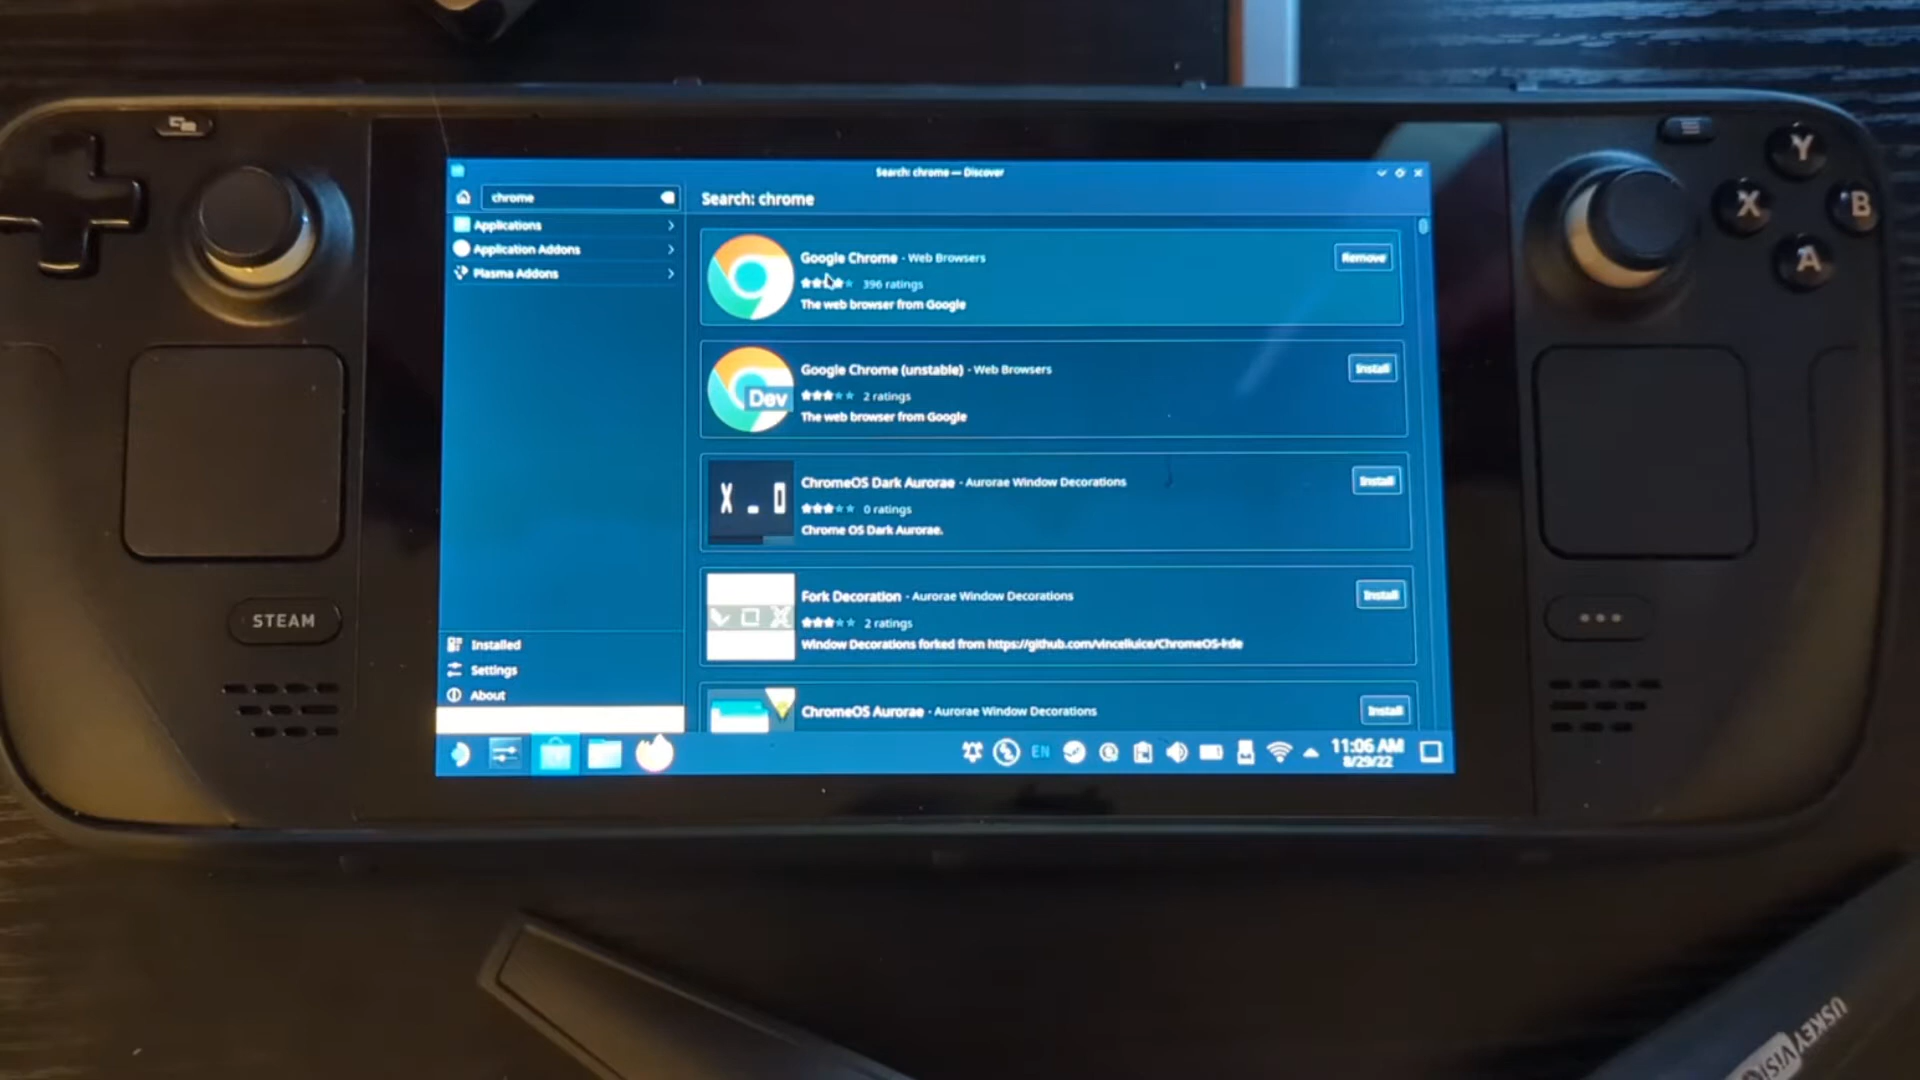 Search: chrome — Discover
chrome
Search: chrome
Applications
Application Addons
Plasma Addons
Google Chrome - Web Browsers
396 ratings
The web browser from Google
Remove
Google Chrome (unstable) - Web Browsers
Dev
2 ratings
The web browser from Google
Install
ChromeOS Dark Aurorae - Aurorae Window Decorations
0 ratings
Chrome OS Dark Aurorae.
Install
Fork Decoration - Aurorae Window Decorations
2 ratings
Window Decorations forked from https://github.com/vinceliuice/ChromeOS-kde
Install
ChromeOS Aurorae - Aurorae Window Decorations
Install
Installed
Settings
About
EN
11:06 AM
8/29/22
STEAM
Y
X
B
A
USKEYVISION